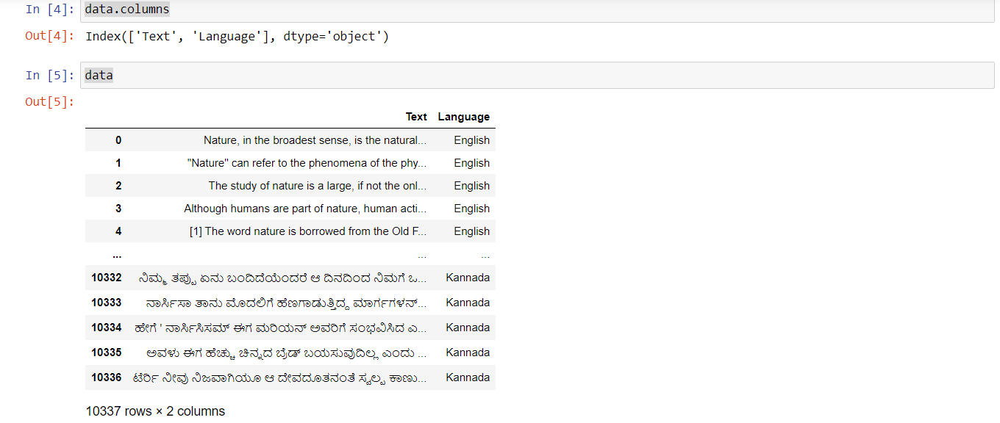 In [4]: data.columns
Out[4]: Index(['Text', 'Language'], dtype='object')
In [5]: data
Out[5]:
Text Language
0 Nature, in the broadest sense, is the natural... English
1 "Nature" can refer to the phenomena of the phy... English
2 The study of nature is a large, if not the onl... English
3 Although humans are part of nature, human acti... English
4 [1] The word nature is borrowed from the Old F... English
... ... ...
10332 ನಿಮ್ಮ ತಪ್ಪು ಏನು ಬಂದಿದೆಯೆಂದರೆ ಆ ದಿನದಿಂದ ನಿಮಗೆ ಒ... Kannada
10333 ನಾರ್ಸಿಸಾ ತಾನು ಮೊದಲಿಗೆ ಹೆಣಗಾಡುತ್ತಿದ್ದ ಮಾರ್ಗಗಳನ್... Kannada
10334 ಹೇಗೆ ' ನಾರ್ಸಿಸಿಸಮ್ ಈಗ ಮರಿಯನ್ ಅವರಿಗೆ ಸಂಭವಿಸಿದ ಎ... Kannada
10335 ಅವಳು ಈಗ ಹೆಚ್ಚು ಚಿನ್ನದ ಬ್ರೆಡ್ ಬಯಸುವುದಿಲ್ಲ ಎಂದು ... Kannada
10336 ಟೆರ್ರಿ ನೀವು ನಿಜವಾಗಿಯೂ ಆ ದೇವದೂತನಂತೆ ಸ್ವಲ್ಪ ಕಾಣು... Kannada
10337 rows × 2 columns